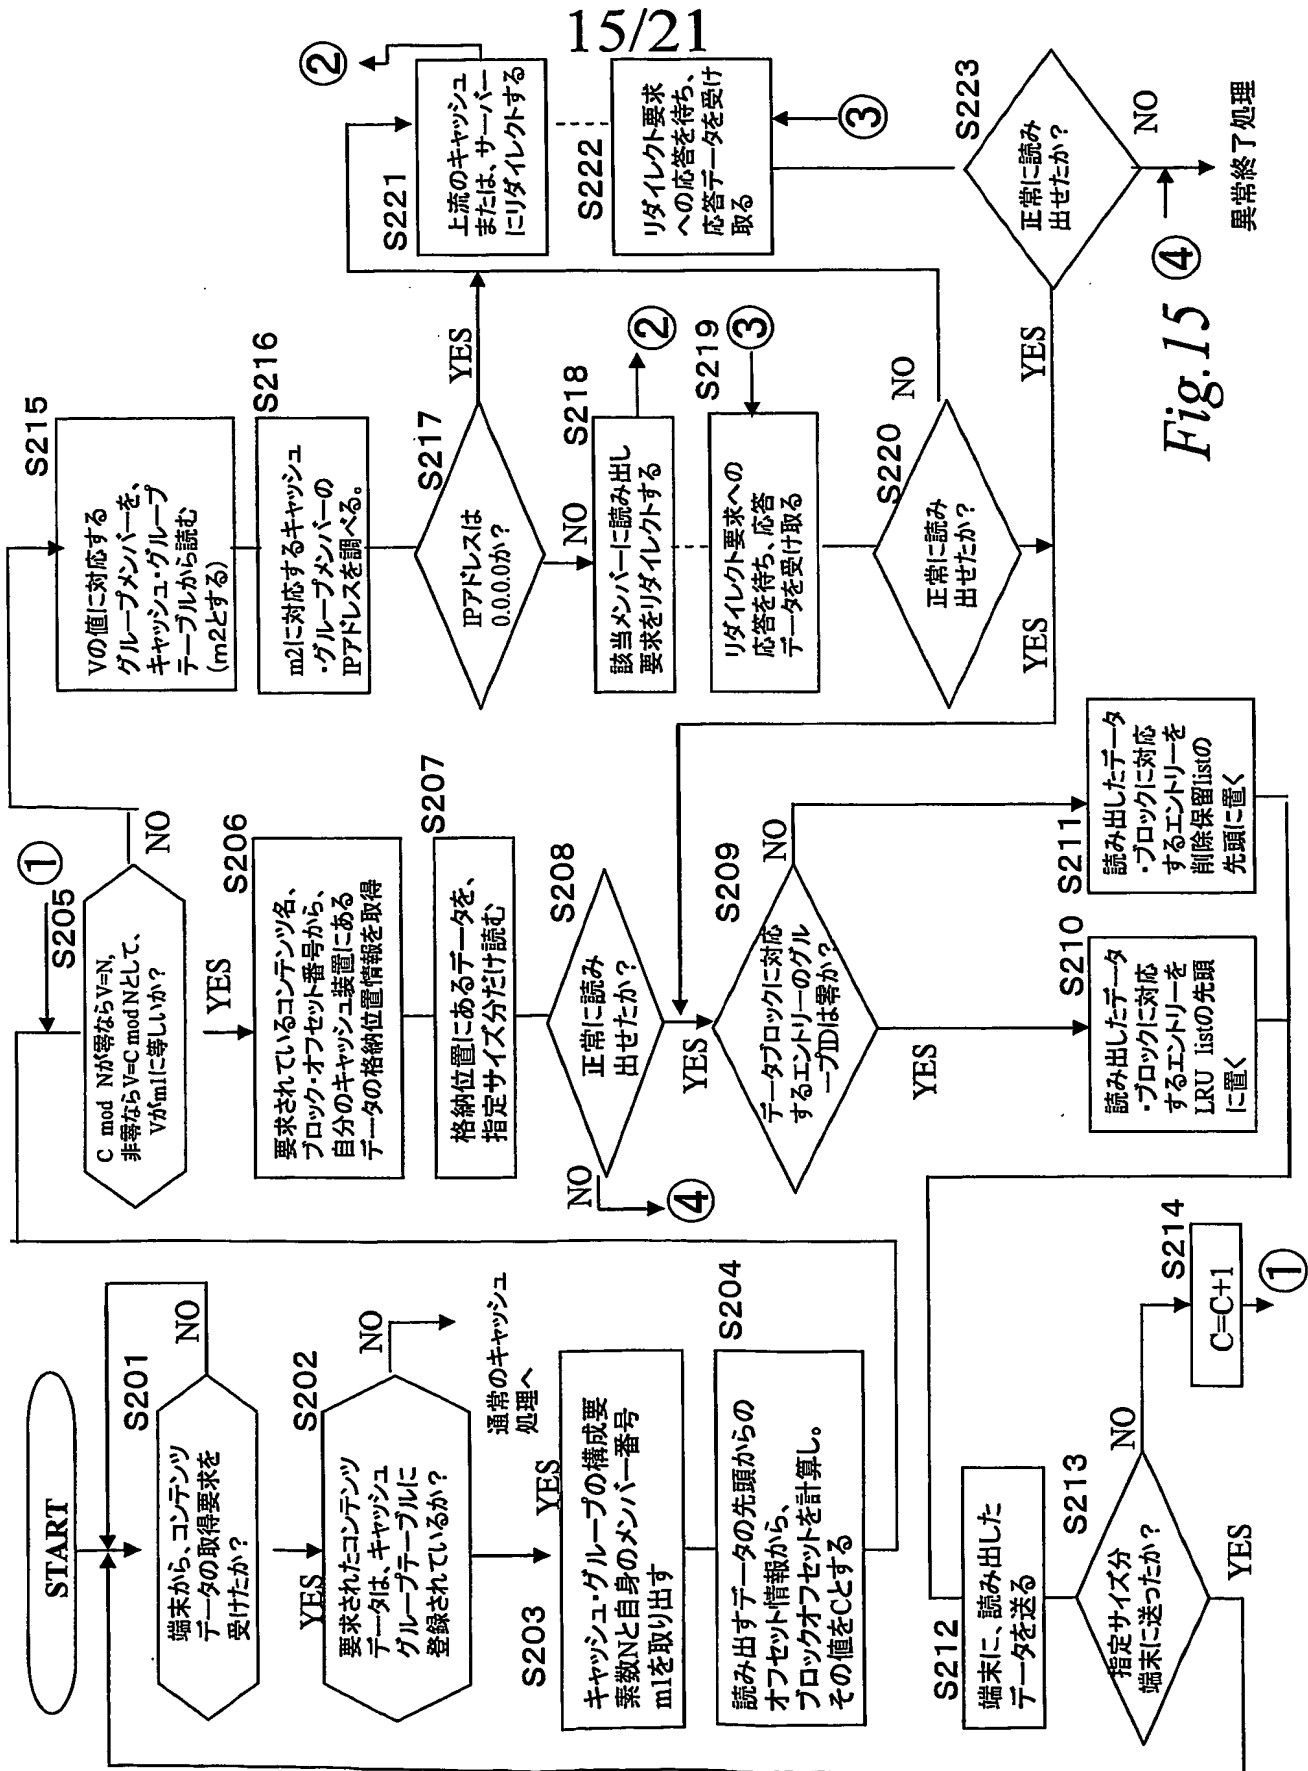 15/21
START
S201
端末から、コンテンツ
データの取得要求を
受けたか?
NO
YES
S202
要求されたコンテンツ
データは、キャッシュ
グループテーブルに
登録されているか?
NO
通常のキャッシュ
処理へ
YES
S203
キャッシュ・グループの構成要
素数Nと自身のメンバー番号
m1を取り出す
S204
読み出すデータの先頭からの
オフセット情報から、
ブロックオフセットを計算し。
その値をCとする
①
S205
C mod Nが零ならV=N,
非零ならV=C mod Nとして、
Vがm1に等しいか?
NO
YES
S206
要求されているコンテンツ名、
ブロック・オフセット番号から、
自分のキャッシュ装置にある
データの格納位置情報を取得
S207
格納位置にあるデータを、
指定サイズ分だけ読む
S208
正常に読み
出せたか?
NO
④
YES
S209
データブロックに対応
するエントリーのグル
ープIDは零か?
NO
YES
S210
読み出したデータ
・ブロックに対応
するエントリーを
LRU listの先頭
に置く
S211
読み出したデータ
・ブロックに対応
するエントリーを
削除保留listの
先頭に置く
S212
端末に、読み出した
データを送る
S213
指定サイズ分
端末に送ったか?
NO
YES
S214
C=C+1
①
S215
Vの値に対応する
グループメンバーを、
キャッシュ・グループ
テーブルから読む
(m2とする)
S216
m2に対応するキャッシュ
・グループメンバーの
IPアドレスを調べる。
S217
IPアドレスは
0.0.0.0か?
YES
NO
S218
該当メンバーに読み出し
要求をリダイレクトする
②
S219
③
リダイレクト要求への
応答を待ち、応答
データを受け取る
S220
正常に読み
出せたか?
NO
YES
S221
上流のキャッシュ
または、サーバー
にリダイレクトする
②
S222
リダイレクト要求
への応答を待ち、
応答データを受け
取る
③
S223
正常に読み
出せたか?
YES
NO
④
異常終了処理
Fig.15